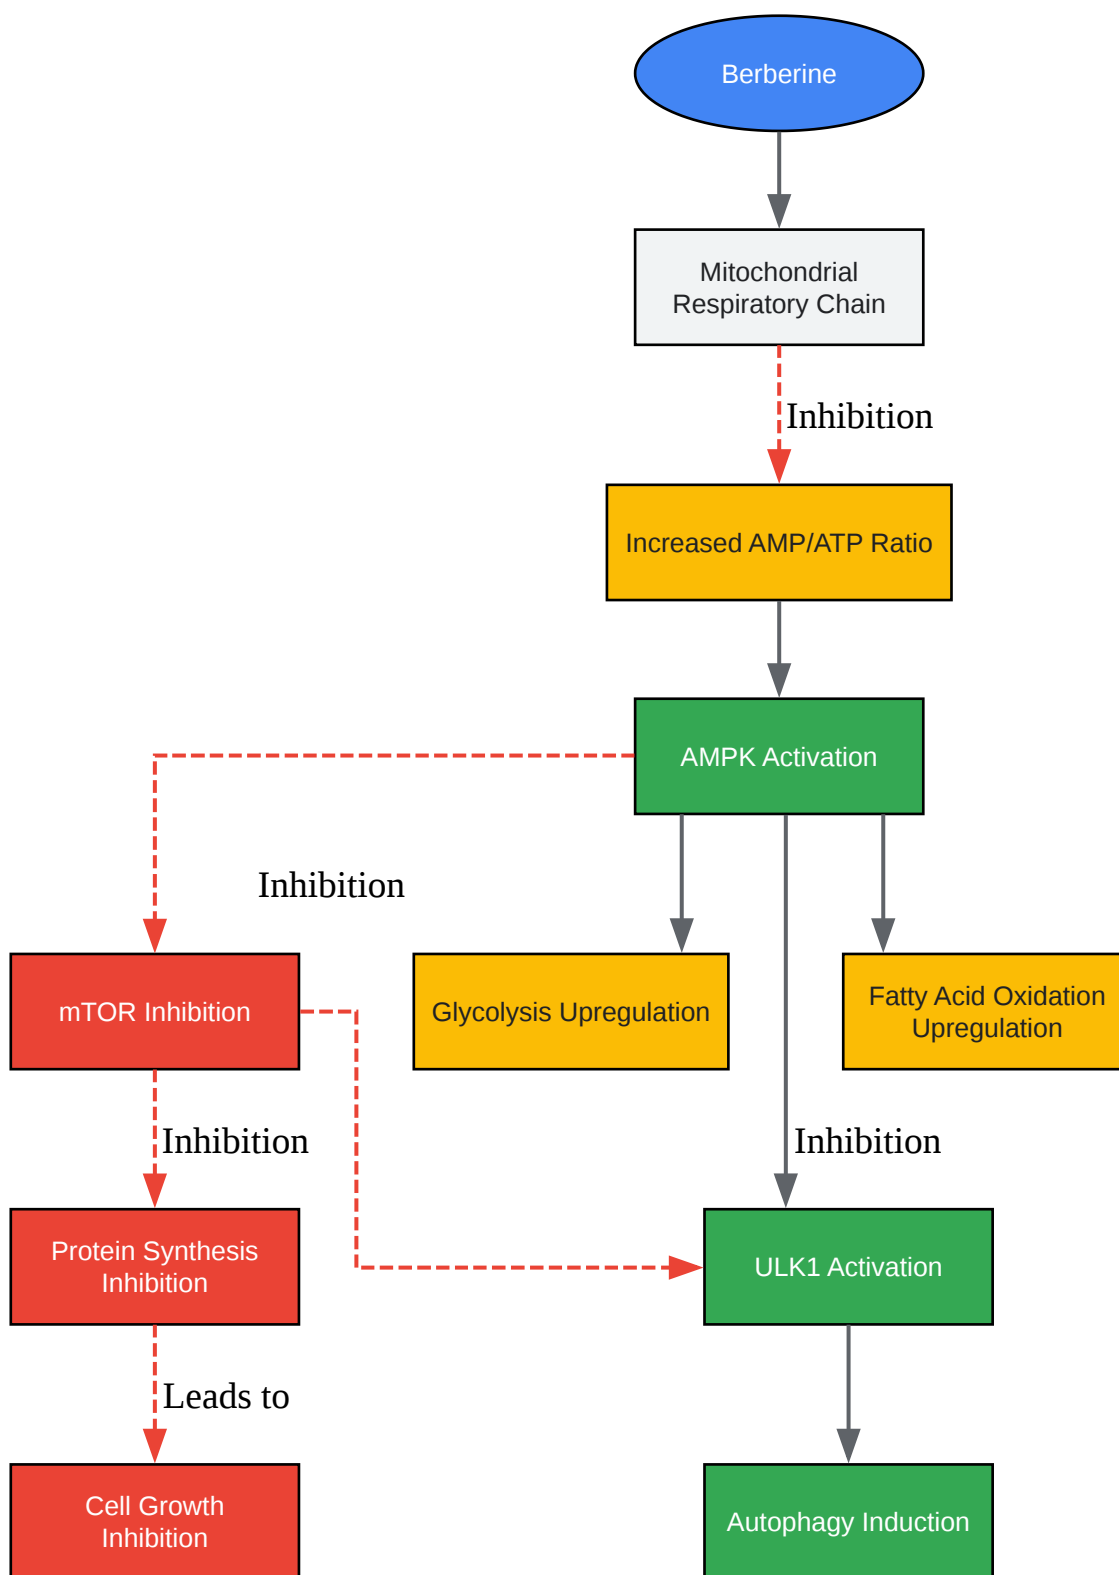 Berberine
Mitochondrial
Respiratory Chain
Inhibition
Increased AMP/ATP Ratio
AMPK Activation
Inhibition
mTOR Inhibition
Glycolysis Upregulation
Fatty Acid Oxidation
Upregulation
Inhibition
Inhibition
Protein Synthesis
Inhibition
ULK1 Activation
Leads to
Cell Growth
Inhibition
Autophagy Induction